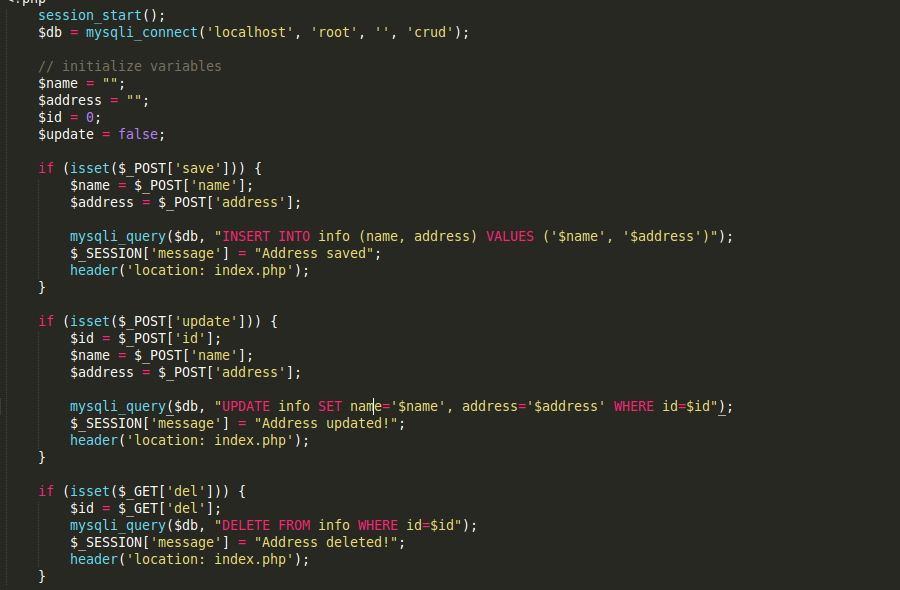 <?php
session_start();
$db = mysqli_connect('localhost', 'root', '', 'crud');
// initialize variables
$name = "";
$address = "";
$id = 0;
$update = false;
if (isset($_POST['save'])) {
$name = $_POST['name'];
$address = $_POST['address'];
mysqli_query($db, "INSERT INTO info (name, address) VALUES ('$name', '$address')");
$_SESSION['message'] = "Address saved";
header('location: index.php');
}
if (isset($_POST['update'])) {
$id = $_POST['id'];
$name = $_POST['name'];
$address = $_POST['address'];
mysqli_query($db, "UPDATE info SET name='$name', address='$address' WHERE id=$id");
$_SESSION['message'] = "Address updated!";
header('location: index.php');
}
if (isset($_GET['del'])) {
$id = $_GET['del'];
mysqli_query($db, "DELETE FROM info WHERE id=$id");
$_SESSION['message'] = "Address deleted!";
header('location: index.php');
}